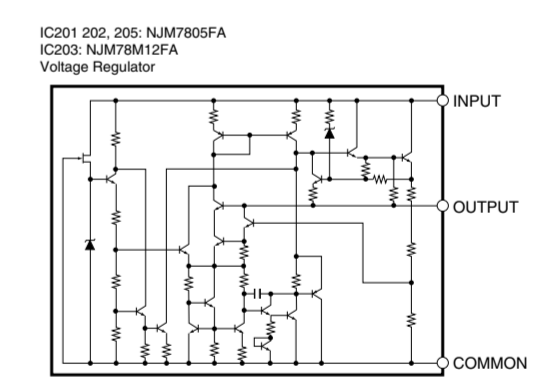 IC201 202, 205: NJM7805FA
IC203: NJM78M12FA
Voltage Regulator
INPUT
OUTPUT
COMMON